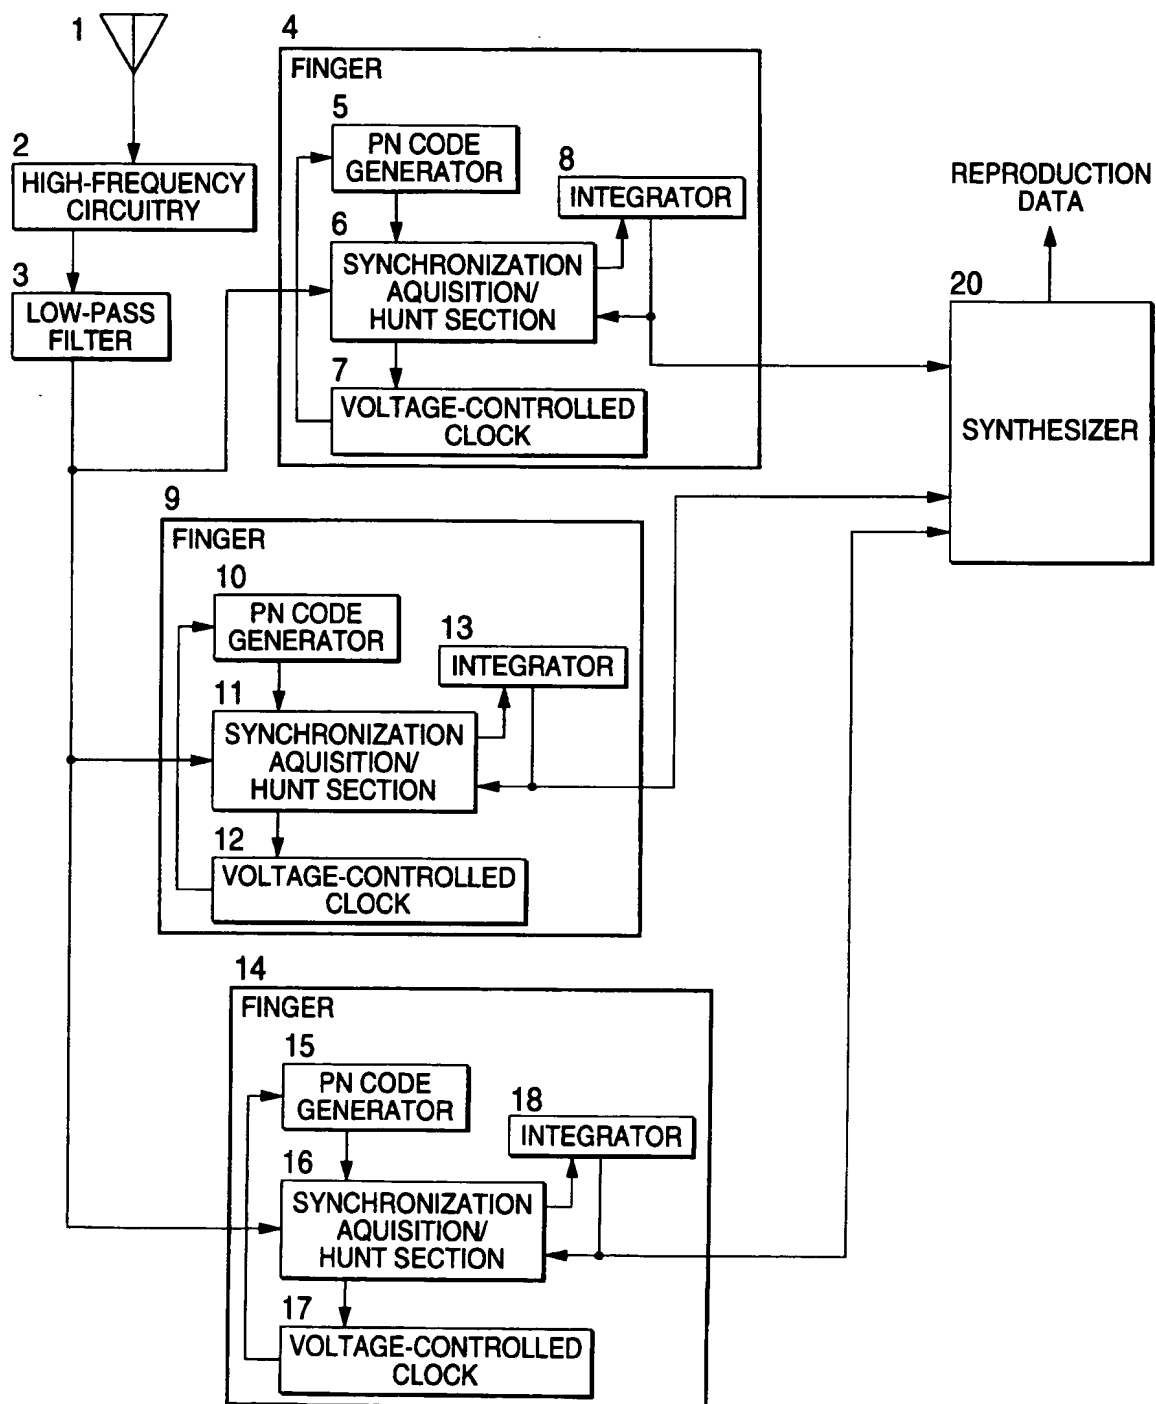 1
2
HIGH-FREQUENCY
CIRCUITRY
3
LOW-PASS
FILTER
4
FINGER
5
PN CODE
GENERATOR
6
SYNCHRONIZATION
AQUISITION/
HUNT SECTION
7
VOLTAGE-CONTROLLED
CLOCK
8
INTEGRATOR
9
FINGER
10
PN CODE
GENERATOR
11
SYNCHRONIZATION
AQUISITION/
HUNT SECTION
12
VOLTAGE-CONTROLLED
CLOCK
13
INTEGRATOR
14
FINGER
15
PN CODE
GENERATOR
16
SYNCHRONIZATION
AQUISITION/
HUNT SECTION
17
VOLTAGE-CONTROLLED
CLOCK
18
INTEGRATOR
REPRODUCTION
DATA
20
SYNTHESIZER